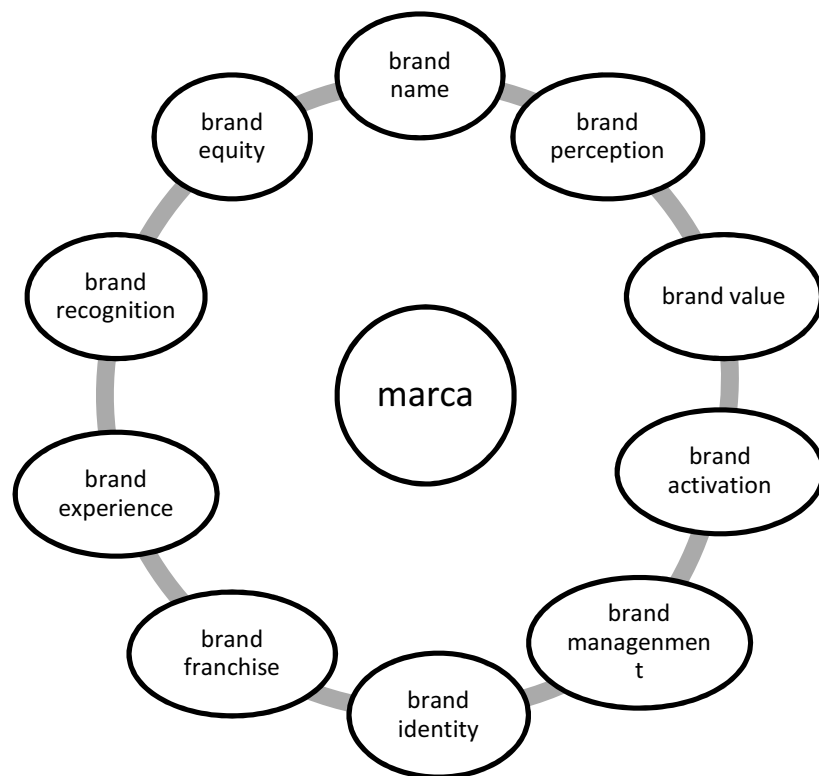 brand
name
brand
perception
brand value
brand
activation
brand
managenmen
t
brand
identity
brand
franchise
brand
experience
brand
recognition
brand
equity
marca